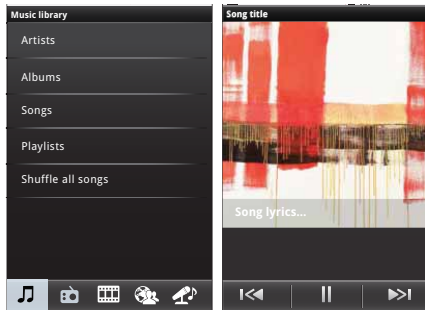 Music library
Artists
Albums
Songs
Playlists
Shuffle all songs
Song title
Song lyrics...